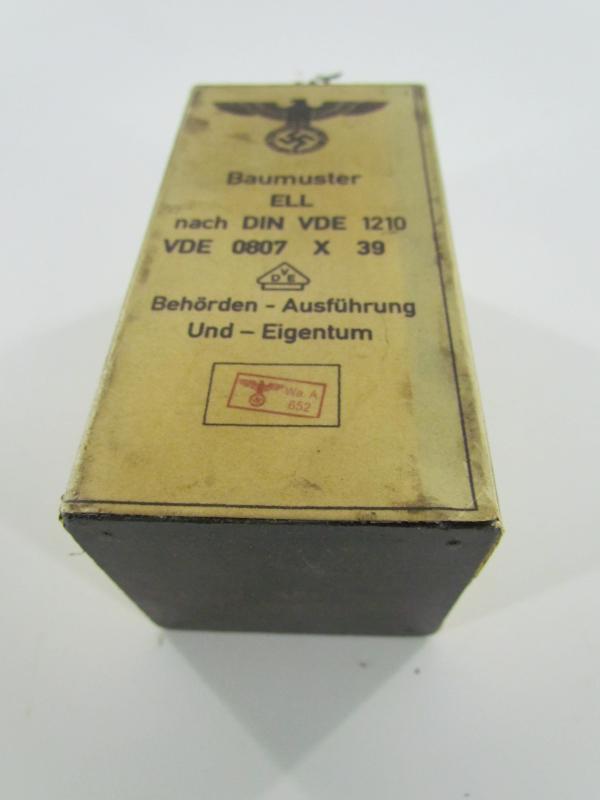 Baumuster
ELL
nach DIN VDE 1210
VDE 0807 X 39
VDE
Behörden - Ausführung
Und – Eigentum
Wa. A
652